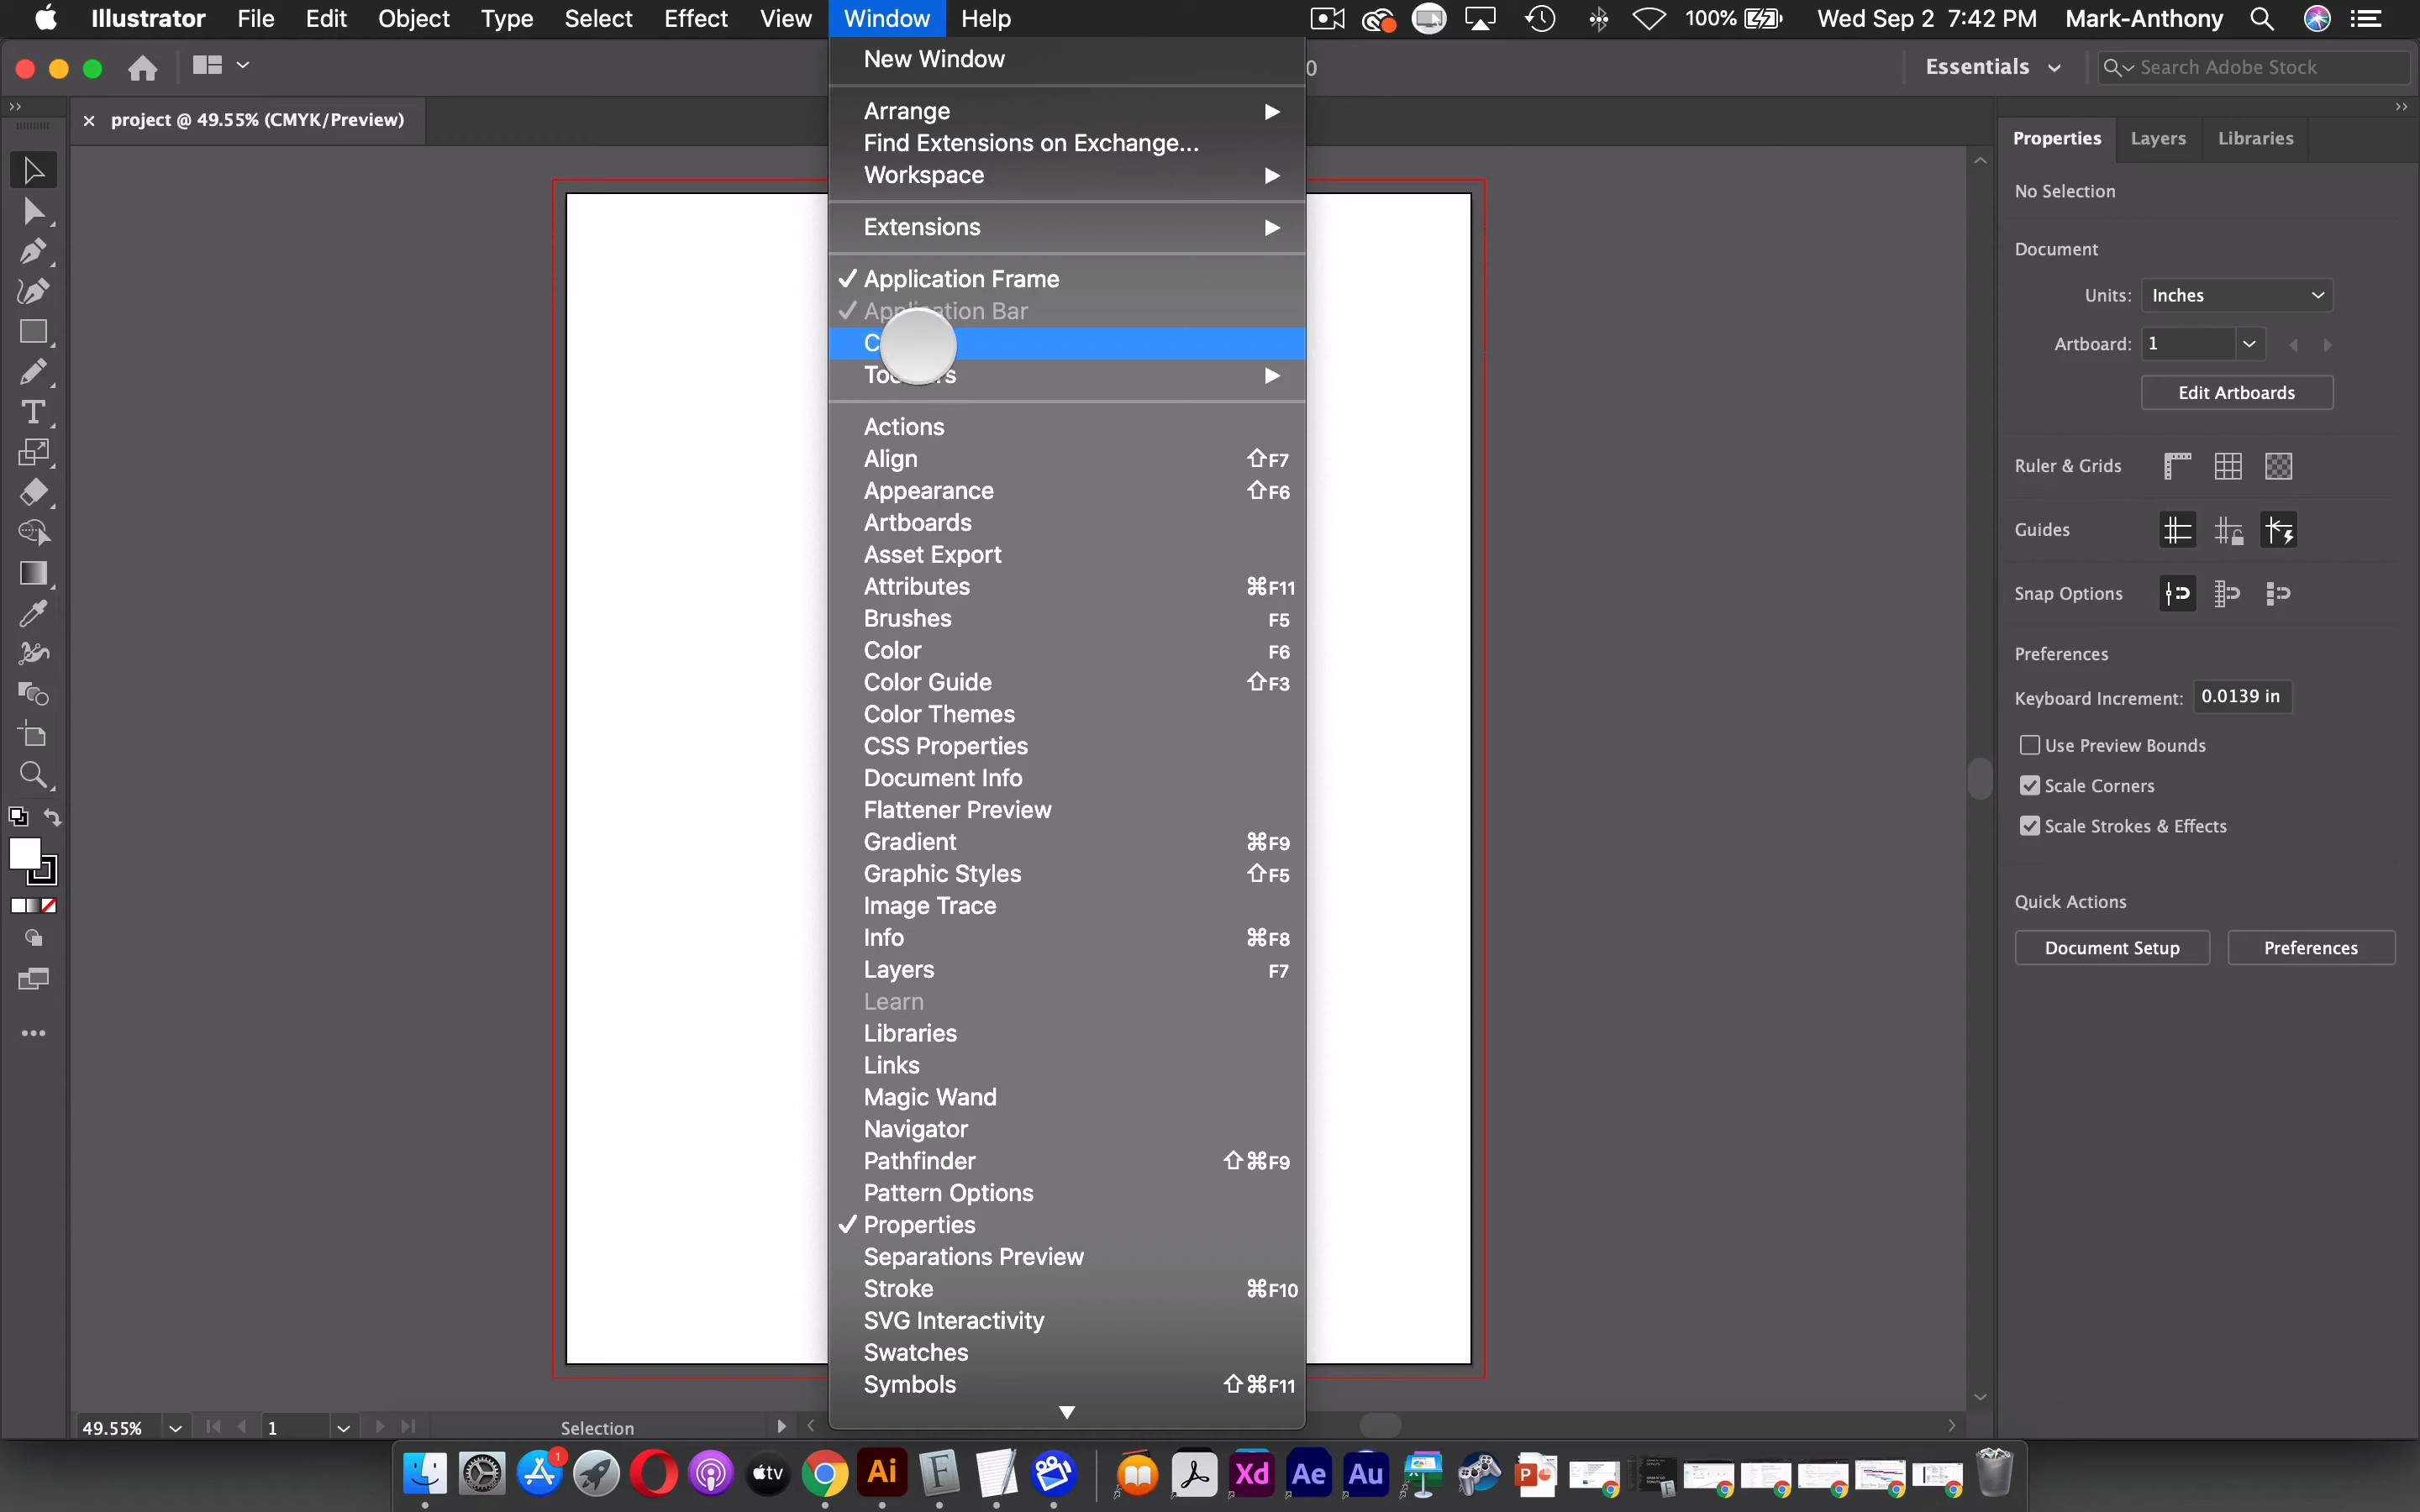 Illustrator File Edit Object Type Select Effect View Window Help 100% Wed Sep 2 7:42 PM Mark-Anthony
Essentials Search Adobe Stock
× project @ 49.55% (CMYK/Preview)
New Window
Arrange
Find Extensions on Exchange...
Workspace
Extensions
✓ Application Frame
✓ Application Bar
Toolbars
Actions
Align ⇧F7
Appearance ⇧F6
Artboards
Asset Export
Attributes ⌘F11
Brushes F5
Color F6
Color Guide ⇧F3
Color Themes
CSS Properties
Document Info
Flattener Preview
Gradient ⌘F9
Graphic Styles ⇧F5
Image Trace
Info ⌘F8
Layers F7
Learn
Libraries
Links
Magic Wand
Navigator
Pathfinder ⇧⌘F9
Pattern Options
✓ Properties
Separations Preview
Stroke ⌘F10
SVG Interactivity
Swatches
Symbols ⇧⌘F11
Properties Layers Libraries
No Selection
Document
Units: Inches
Artboard: 1
Edit Artboards
Ruler & Grids
Guides
Snap Options
Preferences
Keyboard Increment: 0.0139 in
Use Preview Bounds
Scale Corners
Scale Strokes & Effects
Quick Actions
Document Setup Preferences
49.55% 1 Selection
1 tv Ai F Xd Ae Au P